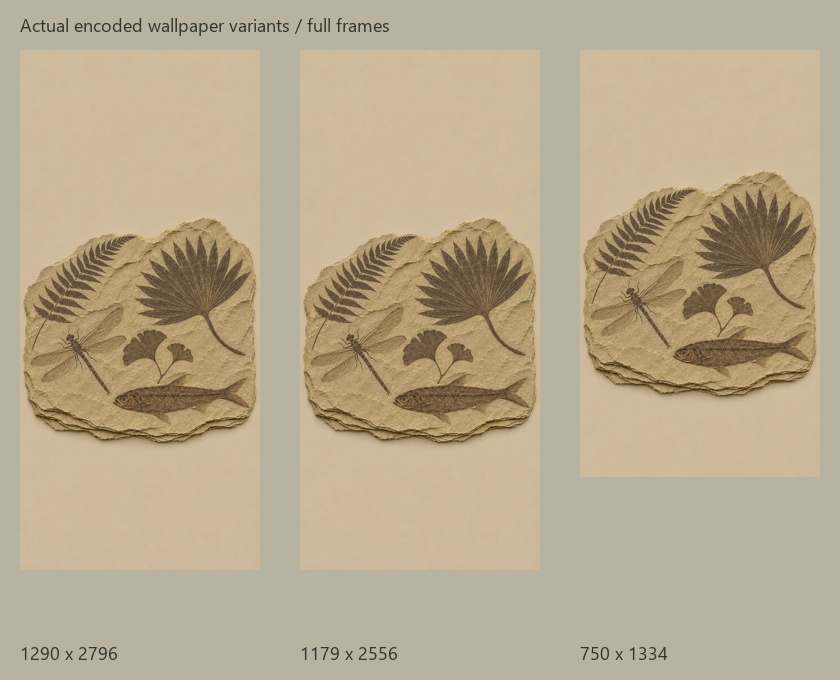 Actual encoded wallpaper variants / full frames
1290 x 2796
1179 x 2556
750 x 1334